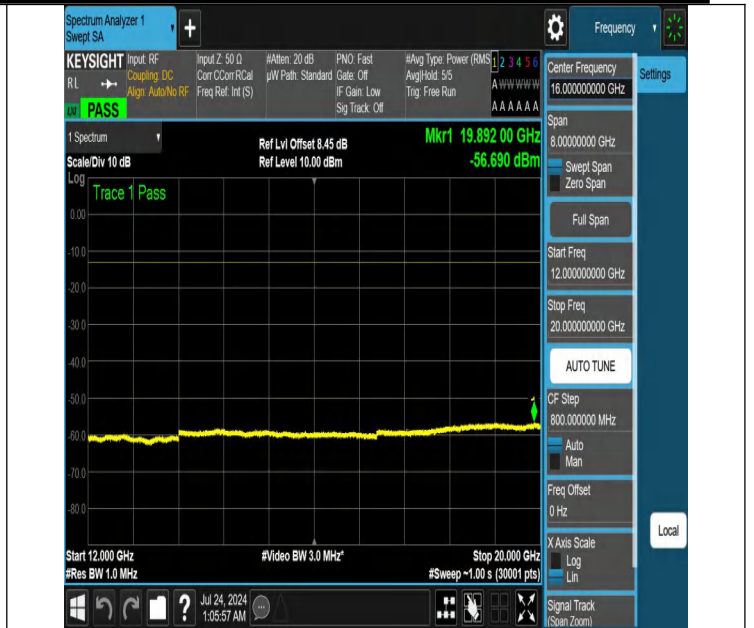 Spectrum Analyzer 1
Swept SA
+
Frequency
KEYSIGHT
RL
LXI
PASS
Input: RF
Coupling: DC
Align: Auto/No RF
Input Z: 50 Ω
Corr CCorr RCal
Freq Ref: Int (S)
#Atten: 20 dB
µW Path: Standard
PNO: Fast
Gate: Off
IF Gain: Low
Sig Track: Off
#Avg Type: Power (RMS
Avg|Hold: 5/5
Trig: Free Run
1 2 3 4 5 6
A W W W W W
A A A A A A
1 Spectrum
Scale/Div 10 dB
Log
Ref Lvl Offset 8.45 dB
Ref Level 10.00 dBm
Mkr1 19.892 00 GHz
-56.690 dBm
Trace 1 Pass
0.00
-10.0
-20.0
-30.0
-40.0
-50.0
-60.0
-70.0
-80.0
Start 12.000 GHz
#Res BW 1.0 MHz
#Video BW 3.0 MHz*
Stop 20.000 GHz
#Sweep ~1.00 s (30001 pts)
?
Jul 24, 2024
1:05:57 AM
Center Frequency
16.000000000 GHz
Settings
Span
8.00000000 GHz
Swept Span
Zero Span
Full Span
Start Freq
12.000000000 GHz
Stop Freq
20.000000000 GHz
AUTO TUNE
CF Step
800.000000 MHz
Auto
Man
Freq Offset
0 Hz
X Axis Scale
Log
Lin
Local
Signal Track
(Span Zoom)